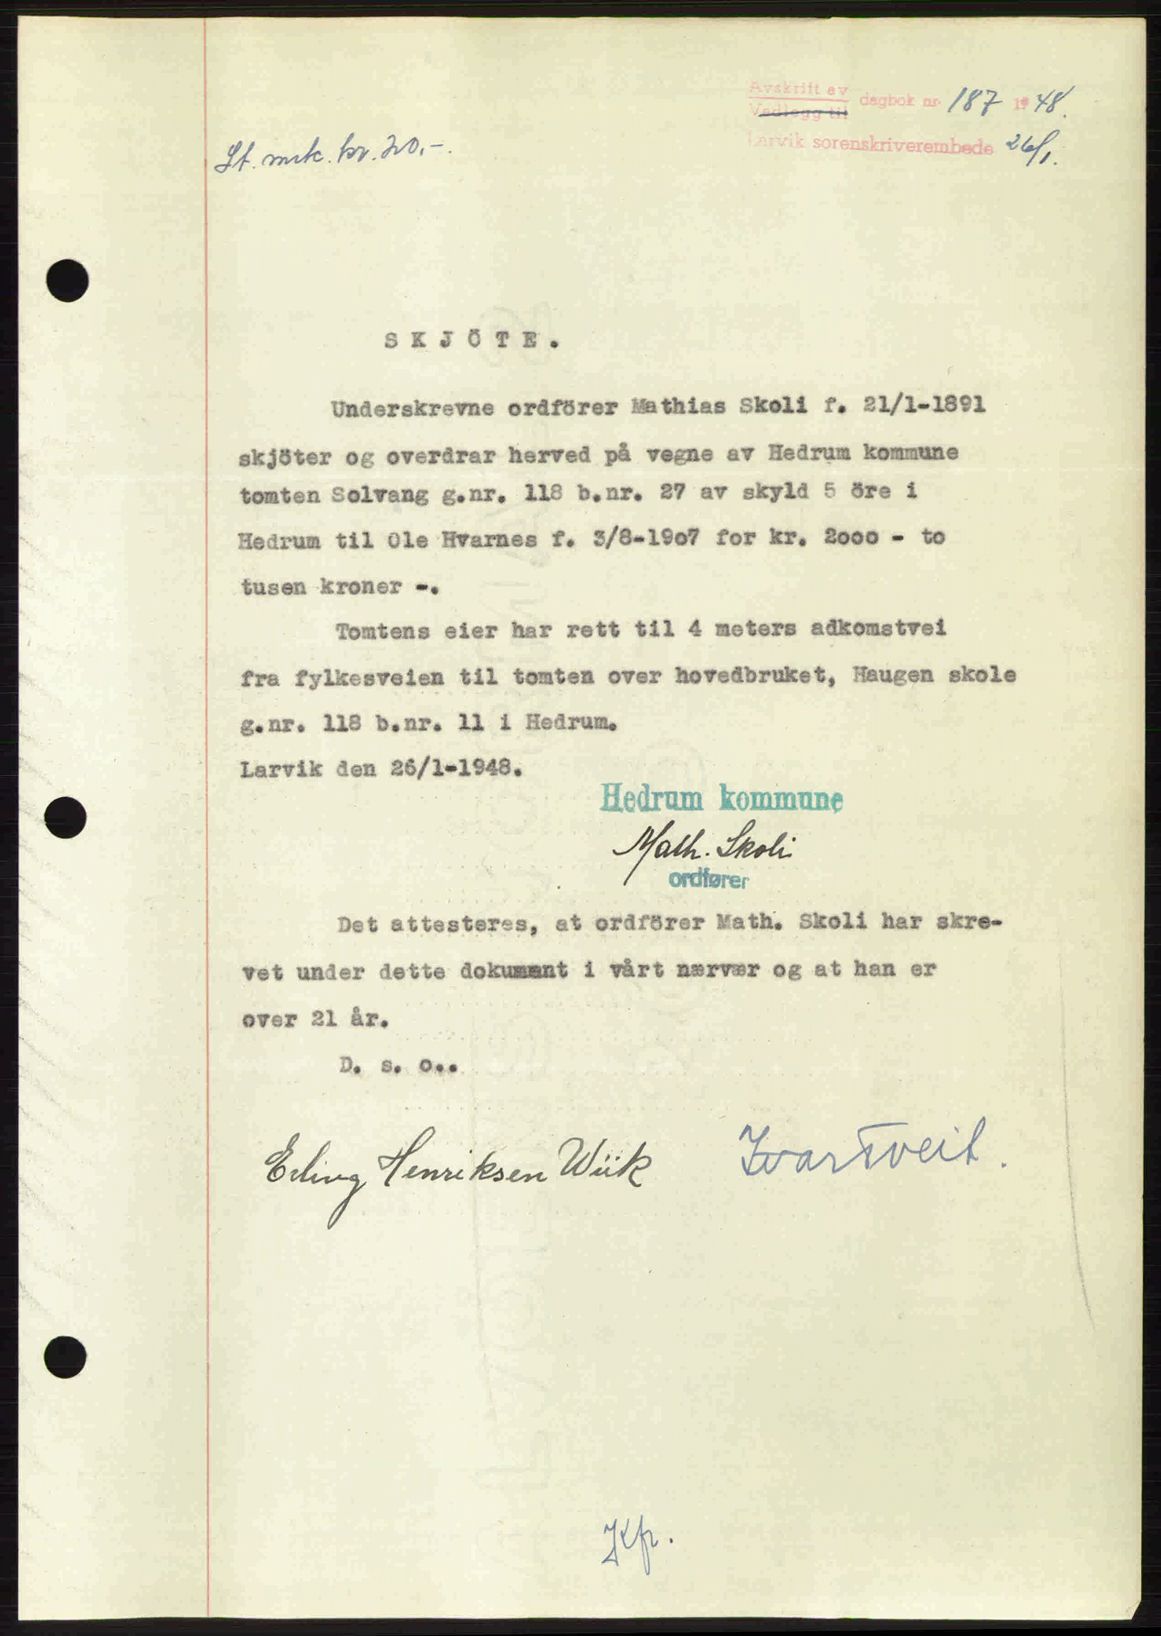 Avskrift av
Vedlegg til
dagbok nr 187 1948.
Larvik sorenskriverembede 26/1.
St. mrk. kr. 20,-.
SKJÖTE.
Underskrevne ordförer Mathias Skoli f. 21/1-1891
skjöter og overdrar herved på vegne av Hedrum kommune
tomten Solvang g.nr. 118 b.nr. 27 av skyld 5 öre i
Hedrum til Ole Hvarnes f. 3/8-19o7 for kr. 2ooo - to
tusen kroner -.
Tomtens eier har rett til 4 meters adkomstvei
fra fylkesveien til tomten over hovedbruket, Haugen skole
g.nr. 118 b.nr. 11 i Hedrum.
Larvik den 26/1-1948.
Hedrum kommune
Math. Skoli
ordfører
Det attesteres, at ordförer Math. Skoli har skre-
vet under dette dokument i vårt nærvær og at han er
over 21 år.
D. s. o..
Erling Henriksen Wiik Ivar Tveit.